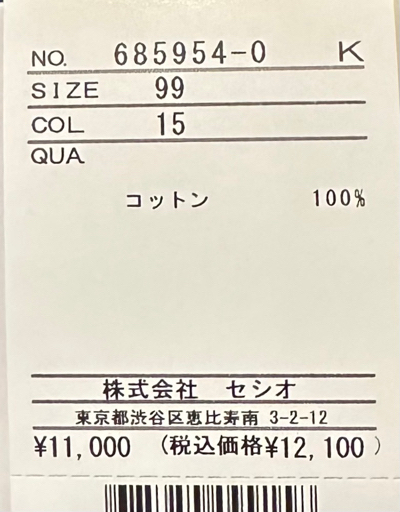 NO. 685954-0 K
SIZE 99
COL 15
QUA
コットン 100%
株式会社 セシオ
東京都渋谷区恵比寿南 3-2-12
¥11,000 (税込価格¥12,100)